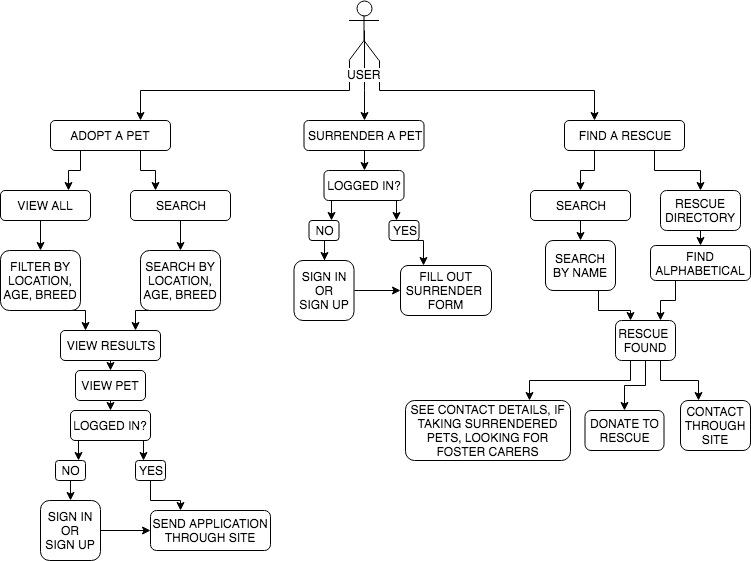 USER
ADOPT A PET
SURRENDER A PET
FIND A RESCUE
LOGGED IN?
VIEW ALL
SEARCH
SEARCH
RESCUE
DIRECTORY
NO
YES
FILTER BY
LOCATION,
AGE, BREED
SEARCH BY
LOCATION,
AGE, BREED
SIGN IN
OR
SIGN UP
FILL OUT
SURRENDER
FORM
SEARCH
BY NAME
FIND
ALPHABETICAL
VIEW RESULTS
RESCUE
FOUND
VIEW PET
LOGGED IN?
SEE CONTACT DETAILS, IF
TAKING SURRENDERED
PETS, LOOKING FOR
FOSTER CARERS
DONATE TO
RESCUE
CONTACT
THROUGH
SITE
NO
YES
SIGN IN
OR
SIGN UP
SEND APPLICATION
THROUGH SITE